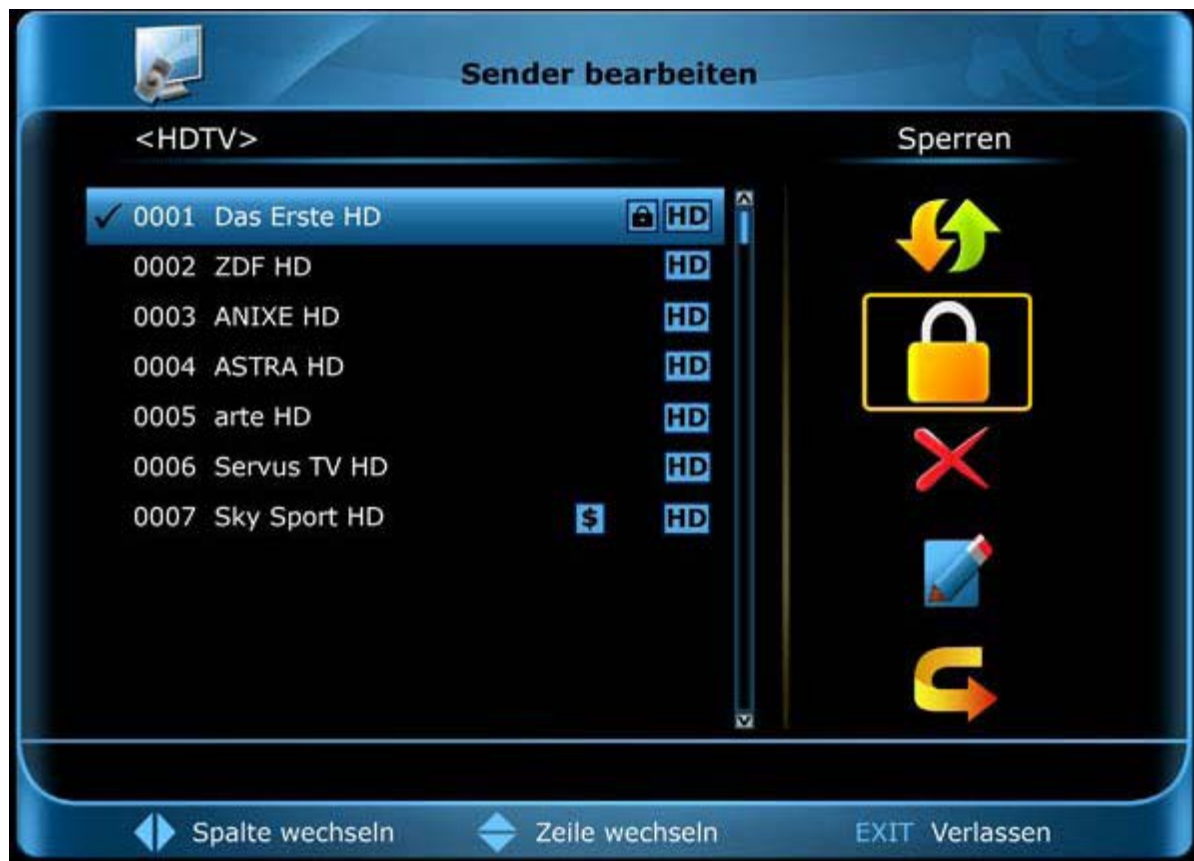 Sender bearbeiten
<HDTV> Sperren
0001 Das Erste HD HD
0002 ZDF HD HD
0003 ANIXE HD HD
0004 ASTRA HD HD
0005 arte HD HD
0006 Servus TV HD HD
0007 Sky Sport HD $ HD
Spalte wechseln Zeile wechseln EXIT Verlassen